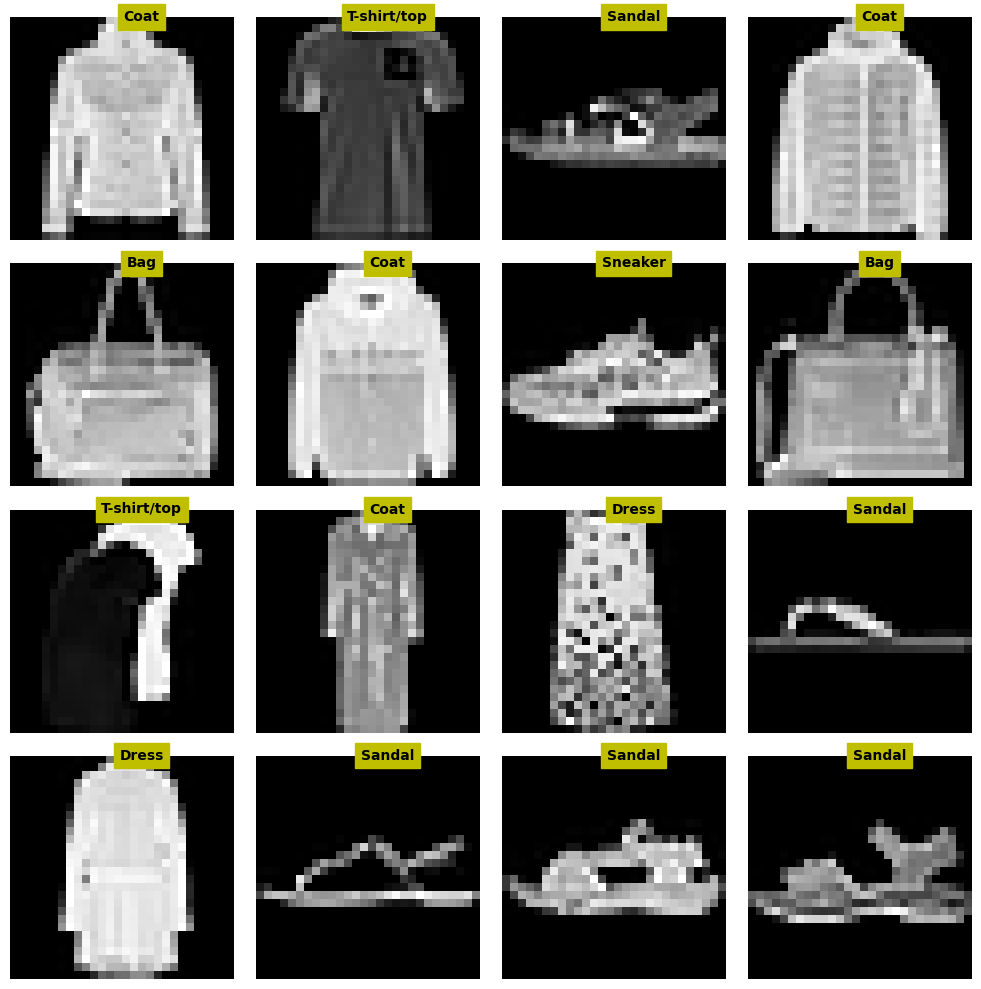 Coat
T-shirt/top
Sandal
Coat
Bag
Coat
Sneaker
Bag
T-shirt/top
Coat
Dress
Sandal
Dress
Sandal
Sandal
Sandal